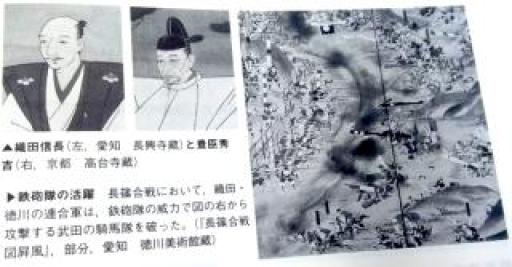 ▲織田信長(左，愛知　長興寺蔵)と豊臣秀
吉(右，京都　高台寺蔵)
▶鉄砲隊の活躍　長篠合戦において，織田・
徳川の連合軍は，鉄砲隊の威力で図の右から
攻撃する武田の騎馬隊を破った。(『長篠合戦
図屛風』，部分，愛知　徳川美術館蔵)